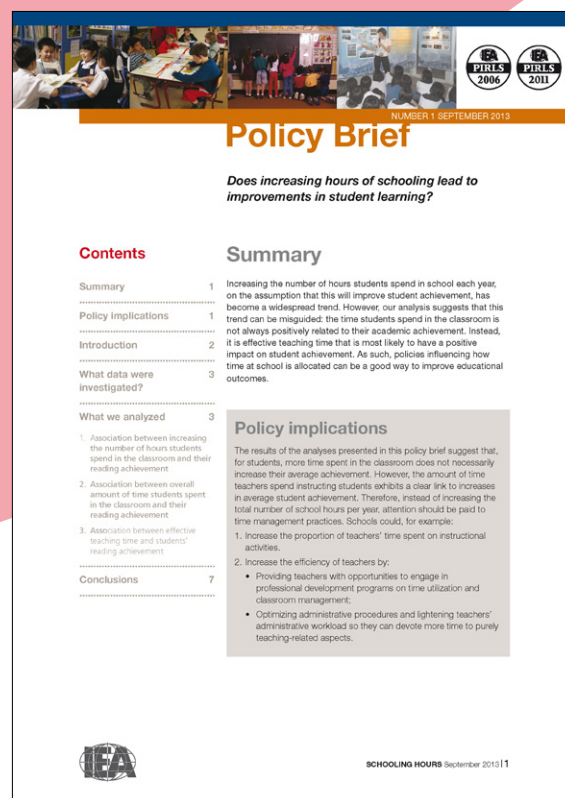 IEA
PIRLS
2006
IEA
PIRLS
2011
NUMBER 1 SEPTEMBER 2013
Policy Brief
Does increasing hours of schooling lead to
improvements in student learning?
Contents
Summary 1
Policy implications 1
Introduction 2
What data were 3
investigated?
What we analyzed 3
1. Association between increasing
the number of hours students
spend in the classroom and their
reading achievement
2. Association between overall
amount of time students spent
in the classroom and their
reading achievement
3. Association between effective
teaching time and students'
reading achievement
Conclusions 7
Summary
Increasing the number of hours students spend in school each year,
on the assumption that this will improve student achievement, has
become a widespread trend. However, our analysis suggests that this
trend can be misguided: the time students spend in the classroom is
not always positively related to their academic achievement. Instead,
it is effective teaching time that is most likely to have a positive
impact on student achievement. As such, policies influencing how
time at school is allocated can be a good way to improve educational
outcomes.
Policy implications
The results of the analyses presented in this policy brief suggest that,
for students, more time spent in the classroom does not necessarily
increase their average achievement. However, the amount of time
teachers spend instructing students exhibits a clear link to increases
in average student achievement. Therefore, instead of increasing the
total number of school hours per year, attention should be paid to
time management practices. Schools could, for example:
1. Increase the proportion of teachers' time spent on instructional
activities.
2. Increase the efficiency of teachers by:
• Providing teachers with opportunities to engage in
professional development programs on time utilization and
classroom management;
• Optimizing administrative procedures and lightening teachers'
administrative workload so they can devote more time to purely
teaching-related aspects.
IEA
SCHOOLING HOURS September 2013 | 1